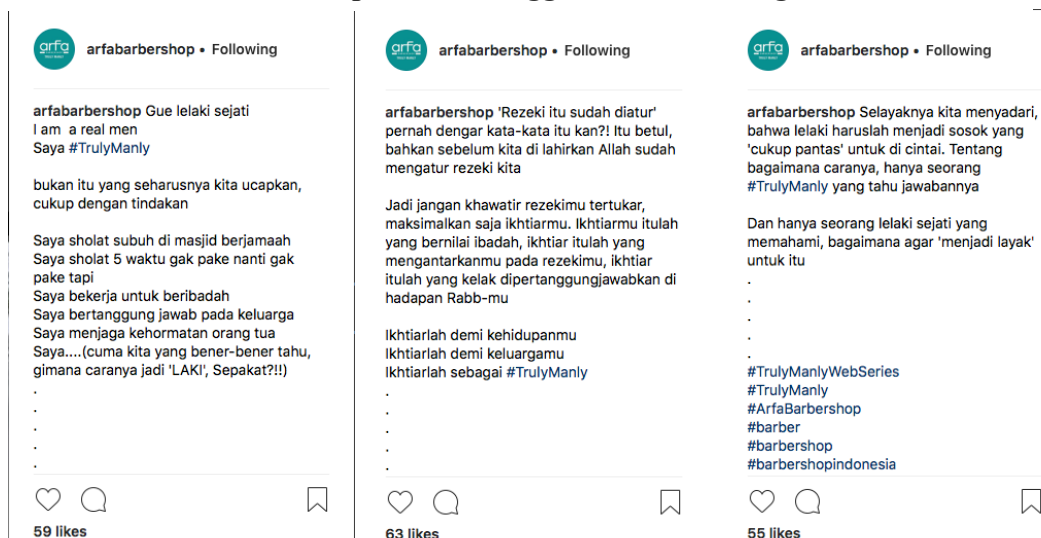 arfa
arfabarbershop • Following
arfabarbershop Gue lelaki sejati
I am a real men
Saya #TrulyManly
bukan itu yang seharusnya kita ucapkan,
cukup dengan tindakan
Saya sholat subuh di masjid berjamaah
Saya sholat 5 waktu gak pake nanti gak
pake tapi
Saya bekerja untuk beribadah
Saya bertanggung jawab pada keluarga
Saya menjaga kehormatan orang tua
Saya....(cuma kita yang bener-bener tahu,
gimana caranya jadi 'LAKI', Sepakat?!!)
.
.
.
.
.
59 likes
arfa
arfabarbershop • Following
arfabarbershop 'Rezeki itu sudah diatur'
pernah dengar kata-kata itu kan?! Itu betul,
bahkan sebelum kita di lahirkan Allah sudah
mengatur rezeki kita
Jadi jangan khawatir rezekimu tertukar,
maksimalkan saja ikhtiarmu. Ikhtiarmu itulah
yang bernilai ibadah, ikhtiar itulah yang
mengantarkanmu pada rezekimu, ikhtiar
itulah yang kelak dipertanggungjawabkan di
hadapan Rabb-mu
Ikhtiarlah demi kehidupanmu
Ikhtiarlah demi keluargamu
Ikhtiarlah sebagai #TrulyManly
.
.
.
.
.
63 likes
arfa
arfabarbershop • Following
arfabarbershop Selayaknya kita menyadari,
bahwa lelaki haruslah menjadi sosok yang
'cukup pantas' untuk di cintai. Tentang
bagaimana caranya, hanya seorang
#TrulyManly yang tahu jawabannya
Dan hanya seorang lelaki sejati yang
memahami, bagaimana agar 'menjadi layak'
untuk itu
.
.
.
.
.
#TrulyManlyWebSeries
#TrulyManly
#ArfaBarbershop
#barber
#barbershop
#barbershopindonesia
55 likes